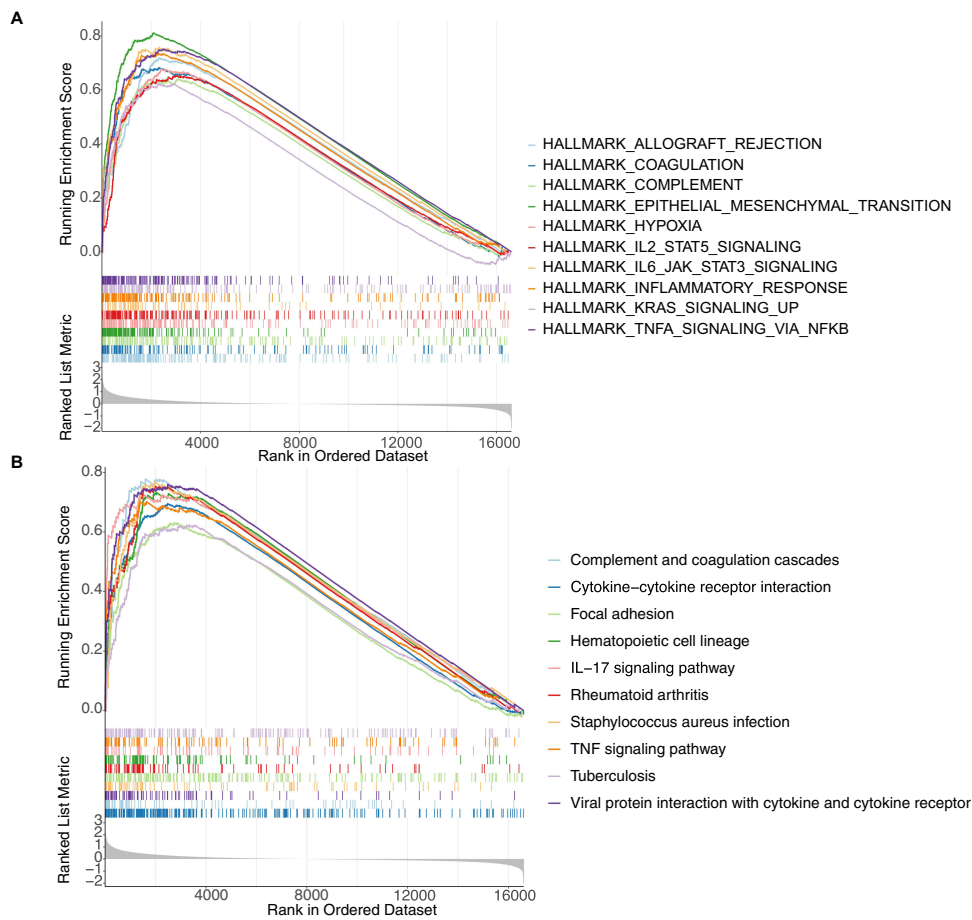 A
Running Enrichment Score
0.8
0.6
0.4
0.2
0.0
HALLMARK_ALLOGRAFT_REJECTION
HALLMARK_COAGULATION
HALLMARK_COMPLEMENT
HALLMARK_EPITHELIAL_MESENCHYMAL_TRANSITION
HALLMARK_HYPOXIA
HALLMARK_IL2_STAT5_SIGNALING
HALLMARK_IL6_JAK_STAT3_SIGNALING
HALLMARK_INFLAMMATORY_RESPONSE
HALLMARK_KRAS_SIGNALING_UP
HALLMARK_TNFA_SIGNALING_VIA_NFKB
Ranked List Metric
3
2
1
0
−1
−2
4000 8000 12000 16000
Rank in Ordered Dataset
B
Running Enrichment Score
0.8
0.6
0.4
0.2
0.0
Complement and coagulation cascades
Cytokine−cytokine receptor interaction
Focal adhesion
Hematopoietic cell lineage
IL−17 signaling pathway
Rheumatoid arthritis
Staphylococcus aureus infection
TNF signaling pathway
Tuberculosis
Viral protein interaction with cytokine and cytokine receptor
Ranked List Metric
3
2
1
0
−1
−2
4000 8000 12000 16000
Rank in Ordered Dataset